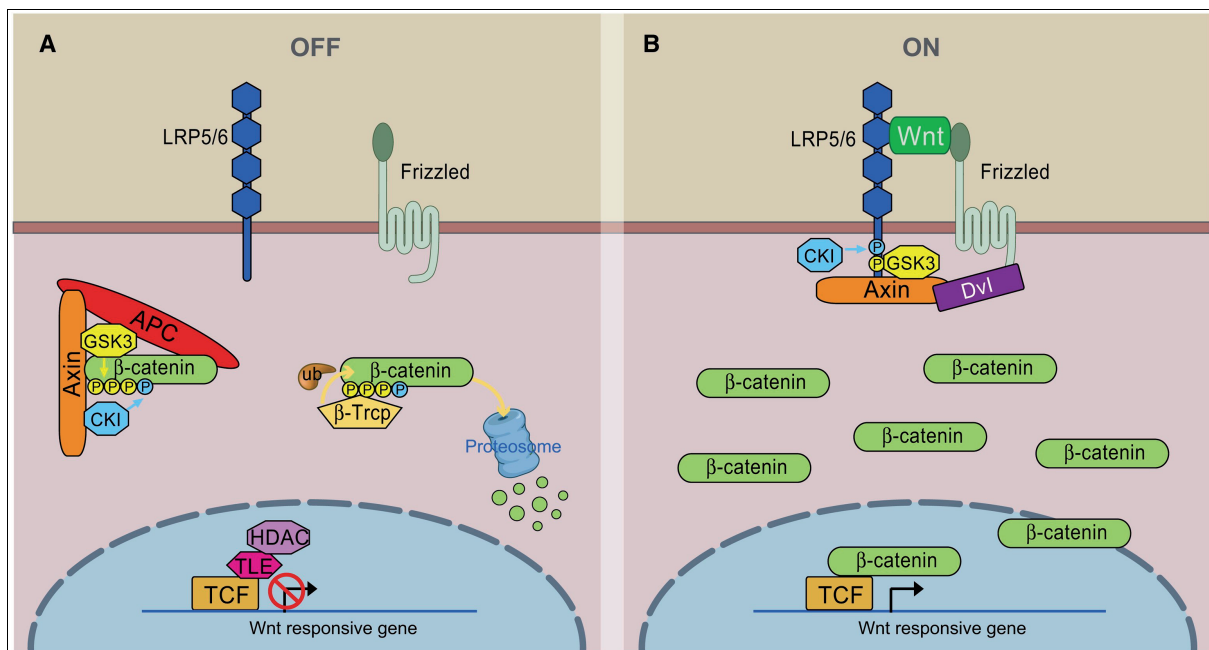 A
OFF
LRP5/6
Frizzled
APC
Axin
GSK3
β-catenin
P P P P
CKI
ub
β-catenin
P P P P
β-Trcp
Proteosome
HDAC
TLE
TCF
Wnt responsive gene
B
ON
LRP5/6
Wnt
Frizzled
CKI
P
P
GSK3
Axin
Dvl
β-catenin
β-catenin
β-catenin
β-catenin
β-catenin
β-catenin
β-catenin
TCF
Wnt responsive gene